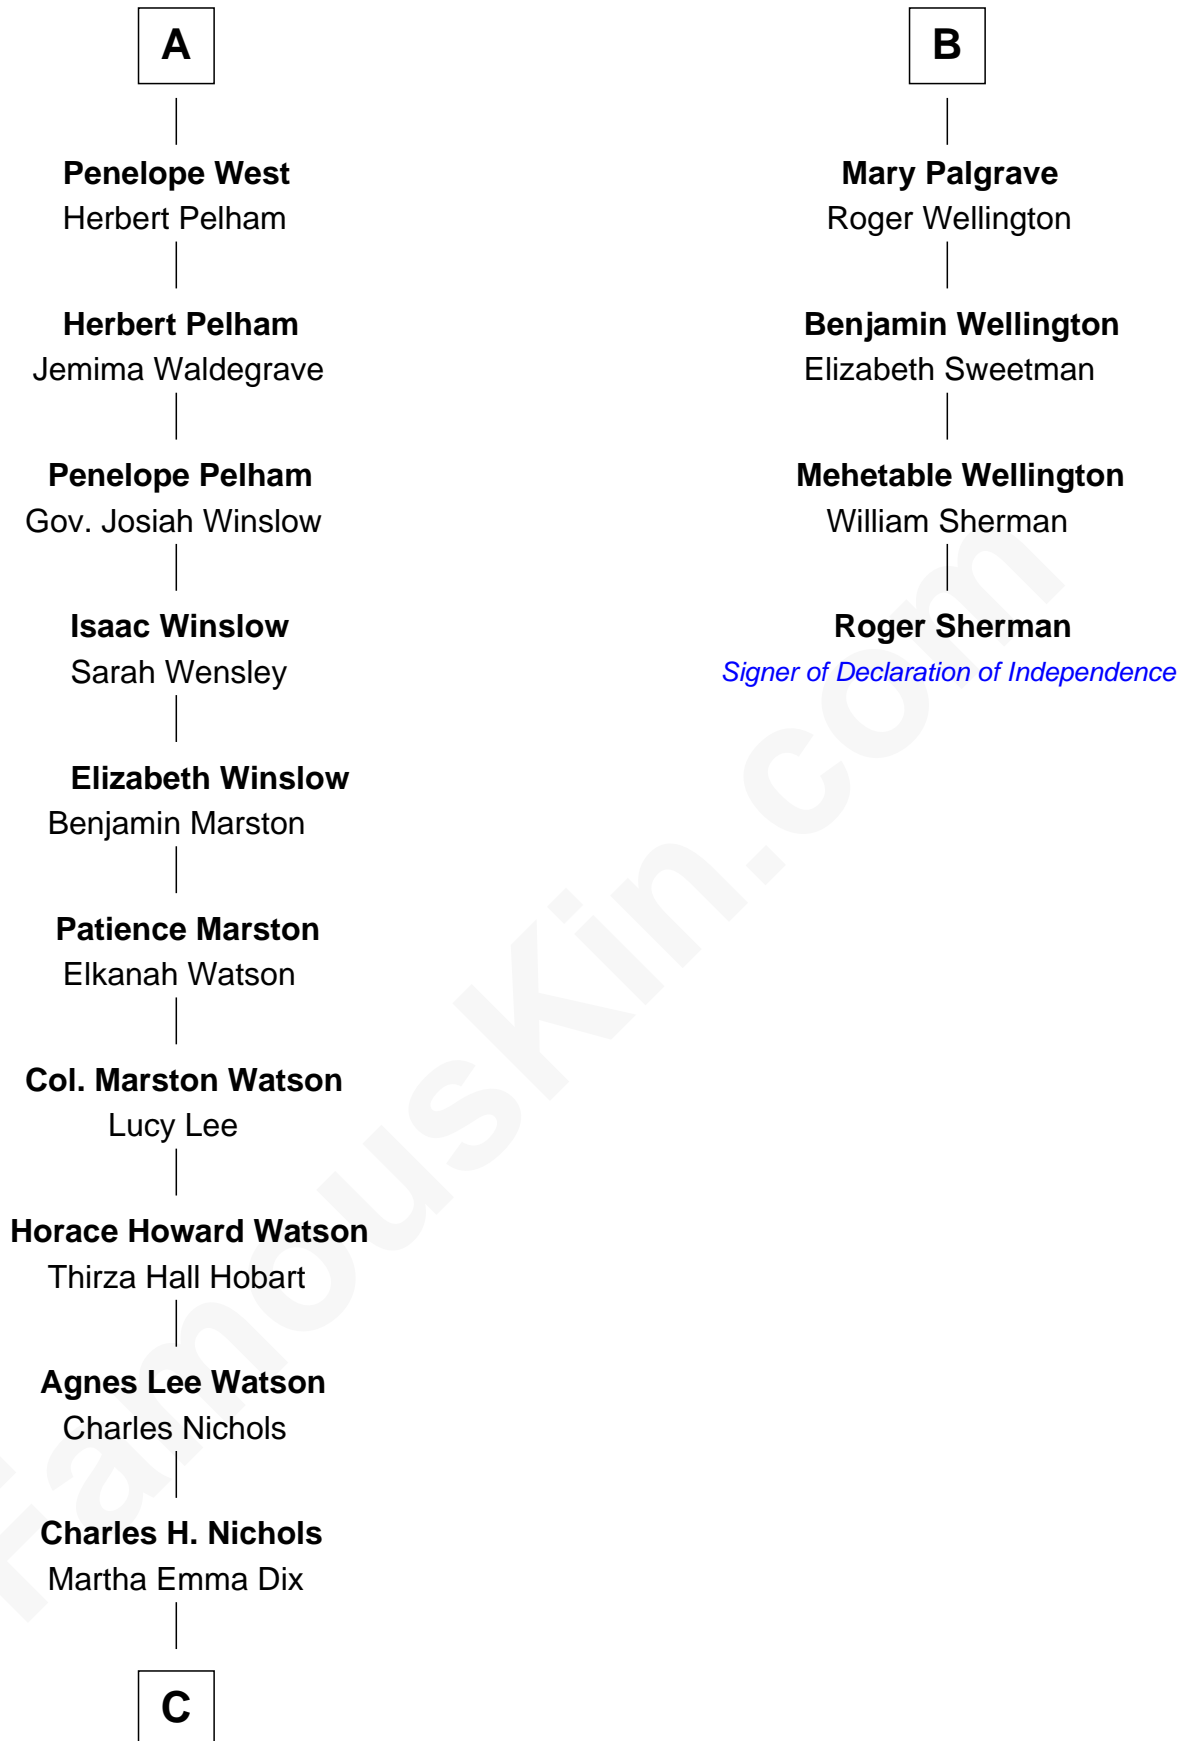 A
Penelope West
Herbert Pelham
Herbert Pelham
Jemima Waldegrave
Penelope Pelham
Gov. Josiah Winslow
Isaac Winslow
Sarah Wensley
Elizabeth Winslow
Benjamin Marston
Patience Marston
Elkanah Watson
Col. Marston Watson
Lucy Lee
Horace Howard Watson
Thirza Hall Hobart
Agnes Lee Watson
Charles Nichols
Charles H. Nichols
Martha Emma Dix
C
B
Mary Palgrave
Roger Wellington
Benjamin Wellington
Elizabeth Sweetman
Mehetable Wellington
William Sherman
Roger Sherman
Signer of Declaration of Independence
FamousKin.com